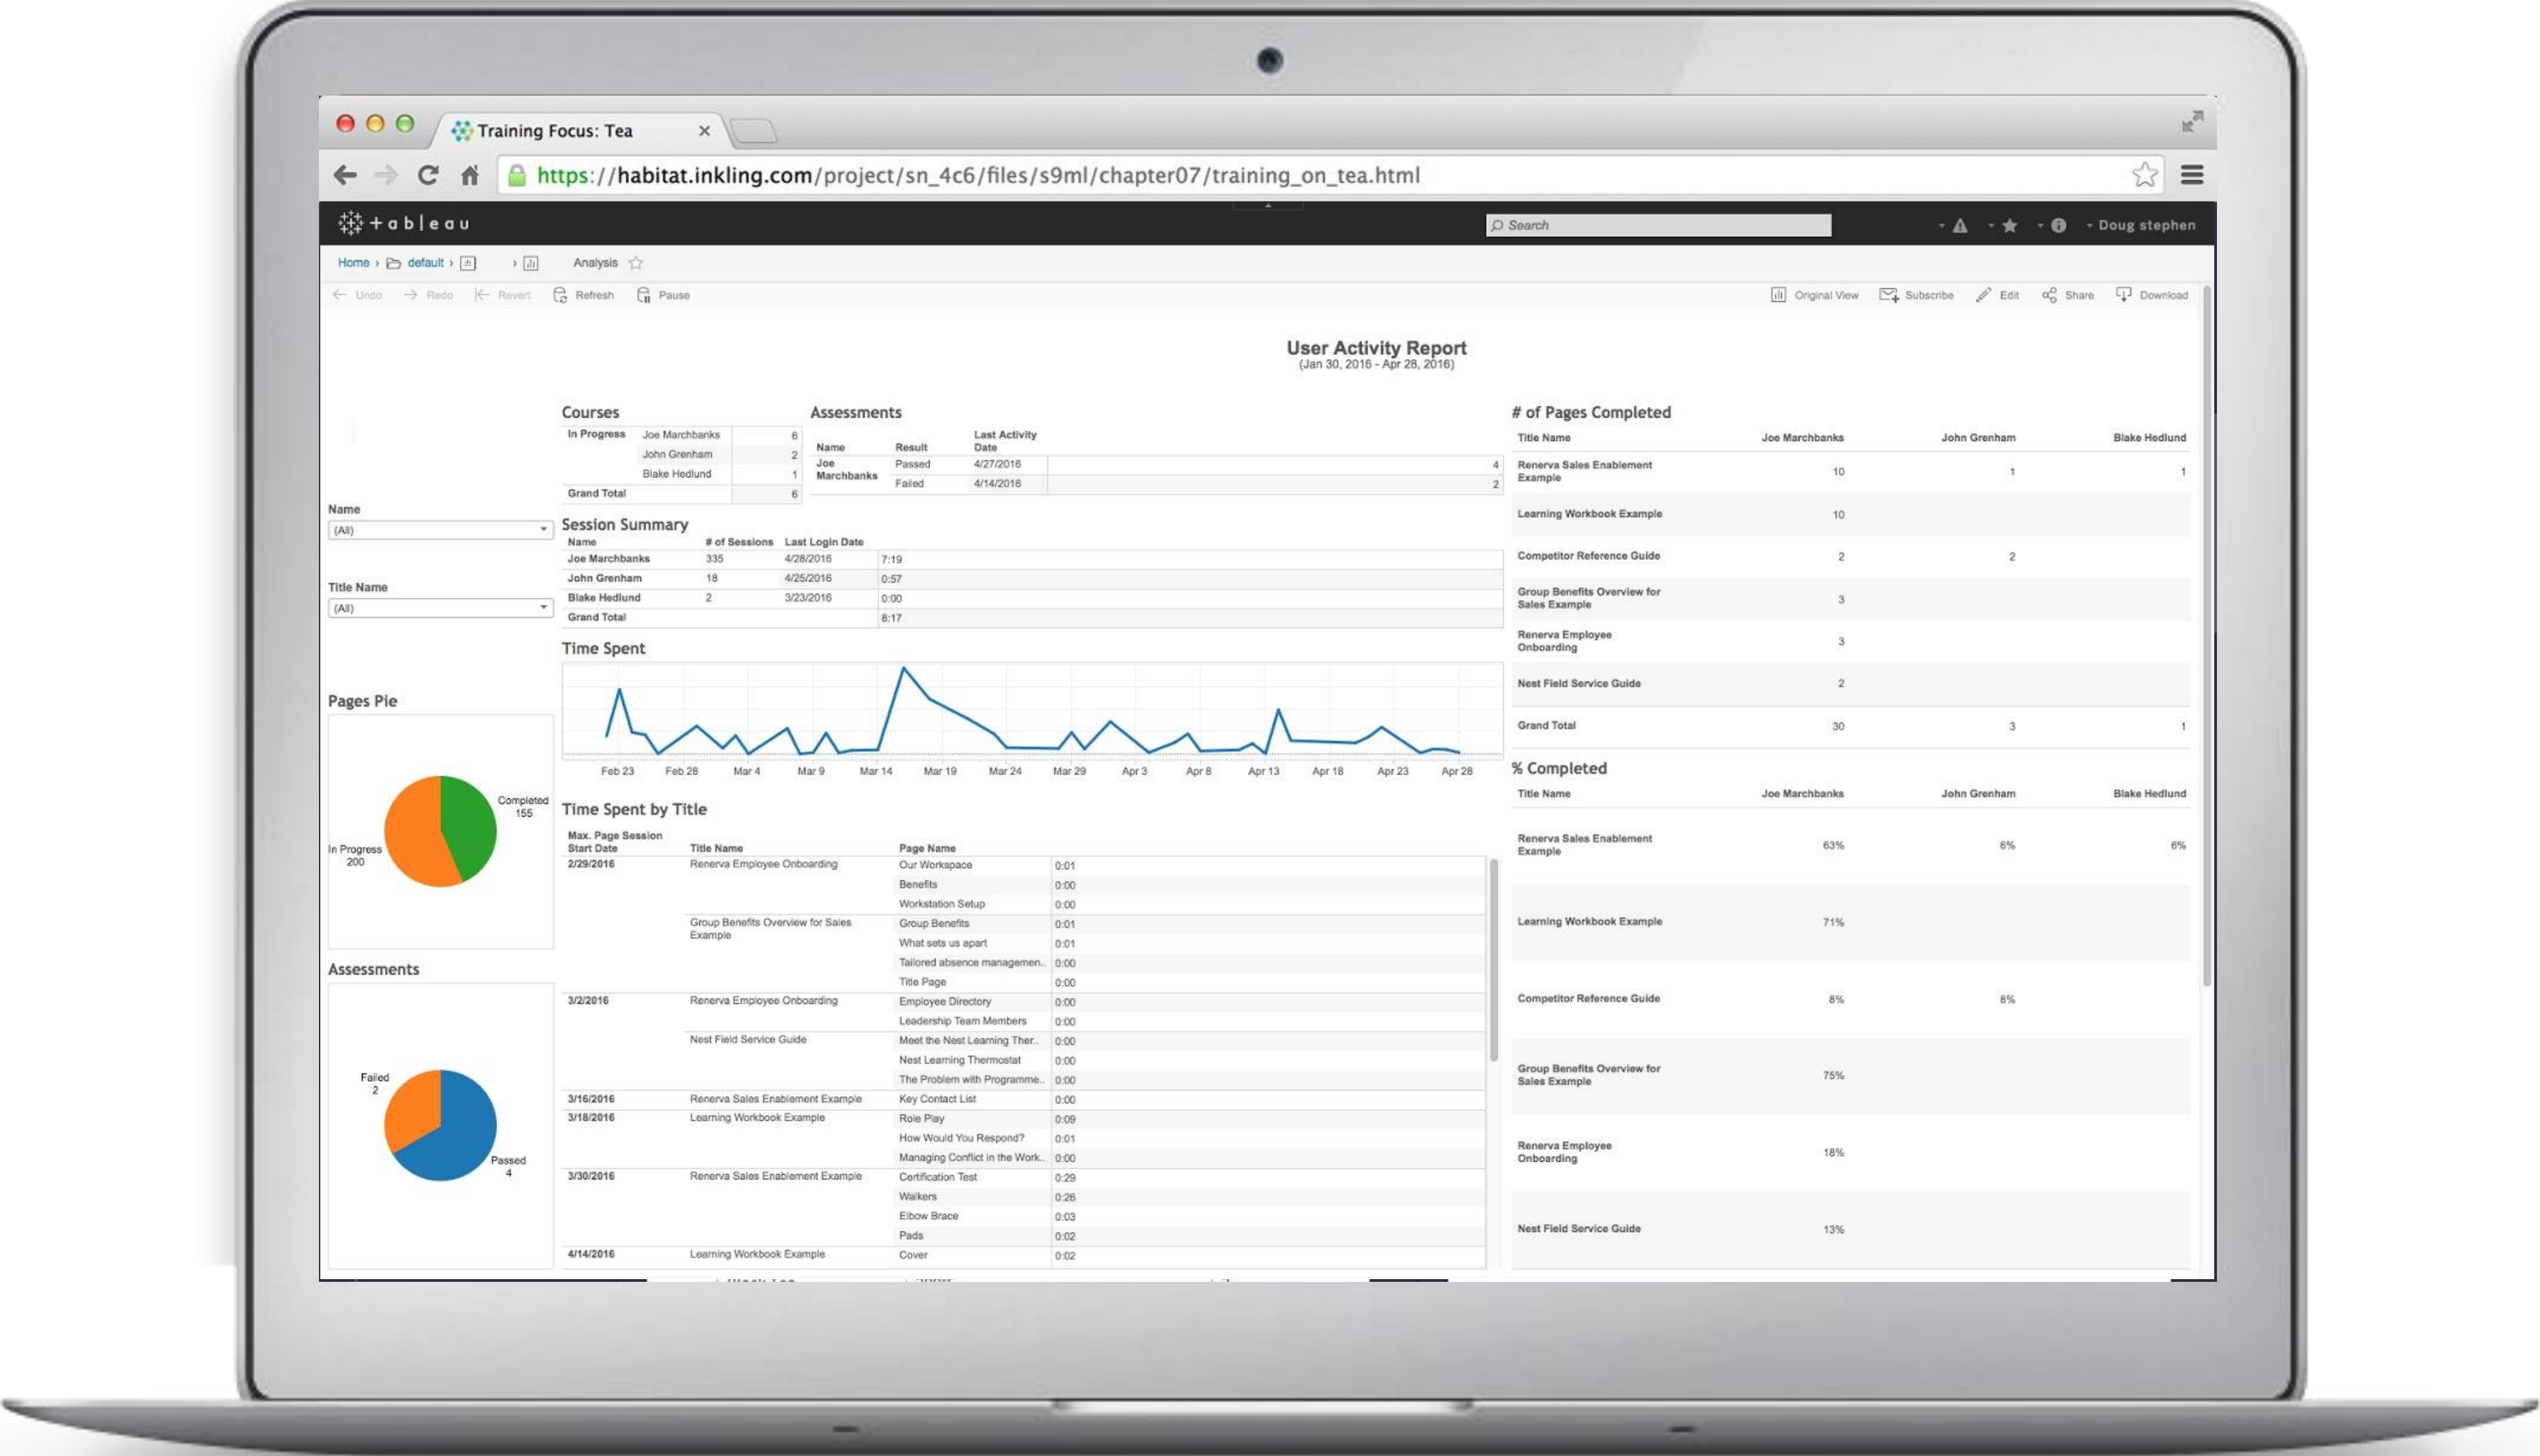 Training Focus: Tea
https://habitat.inkling.com/project/sn_4c6/files/s9ml/chapter07/training_on_tea.html
+ableau
Search
Doug stephen
Home › default › › Analysis
Undo Redo Revert Refresh Pause
Original View Subscribe Edit Share Download
User Activity Report
(Jan 30, 2016 - Apr 28, 2016)
Name
(All)
Title Name
(All)
Pages Pie
Completed
155
In Progress
200
Assessments
Failed
2
Passed
4
Courses
In Progress Joe Marchbanks 6
John Grenham 2
Blake Hedlund 1
Grand Total 6
Assessments
Last Activity
Name Result Date
Joe Passed 4/27/2016 4
Marchbanks
Failed 4/14/2016 2
Session Summary
Name # of Sessions Last Login Date
Joe Marchbanks 335 4/28/2016 7:19
John Grenham 18 4/25/2016 0:57
Blake Hedlund 2 3/23/2016 0:00
Grand Total 8:17
Time Spent
Feb 23 Feb 28 Mar 4 Mar 9 Mar 14 Mar 19 Mar 24 Mar 29 Apr 3 Apr 8 Apr 13 Apr 18 Apr 23 Apr 28
Time Spent by Title
Max. Page Session
Start Date Title Name Page Name
2/29/2016 Renerva Employee Onboarding Our Workspace 0:01
Benefits 0:00
Workstation Setup 0:00
Group Benefits Overview for Sales Group Benefits 0:01
Example
What sets us apart 0:01
Tailored absence managemen.. 0:00
Title Page 0:00
3/2/2016 Renerva Employee Onboarding Employee Directory 0:00
Leadership Team Members 0:00
Nest Field Service Guide Meet the Nest Learning Ther.. 0:00
Nest Learning Thermostat 0:00
The Problem with Programme.. 0:00
3/16/2016 Renerva Sales Enablement Example Key Contact List 0:00
3/18/2016 Learning Workbook Example Role Play 0:09
How Would You Respond? 0:01
Managing Conflict in the Work.. 0:00
3/30/2016 Renerva Sales Enablement Example Certification Test 0:29
Walkers 0:26
Elbow Brace 0:03
Pads 0:02
4/14/2016 Learning Workbook Example Cover 0:02
# of Pages Completed
Title Name Joe Marchbanks John Grenham Blake Hedlund
Renerva Sales Enablement
Example 10 1 1
Learning Workbook Example 10
Competitor Reference Guide 2 2
Group Benefits Overview for
Sales Example 3
Renerva Employee
Onboarding 3
Nest Field Service Guide 2
Grand Total 30 3 1
% Completed
Title Name Joe Marchbanks John Grenham Blake Hedlund
Renerva Sales Enablement
Example 63% 6% 6%
Learning Workbook Example 71%
Competitor Reference Guide 8% 8%
Group Benefits Overview for
Sales Example 75%
Renerva Employee
Onboarding 18%
Nest Field Service Guide 13%